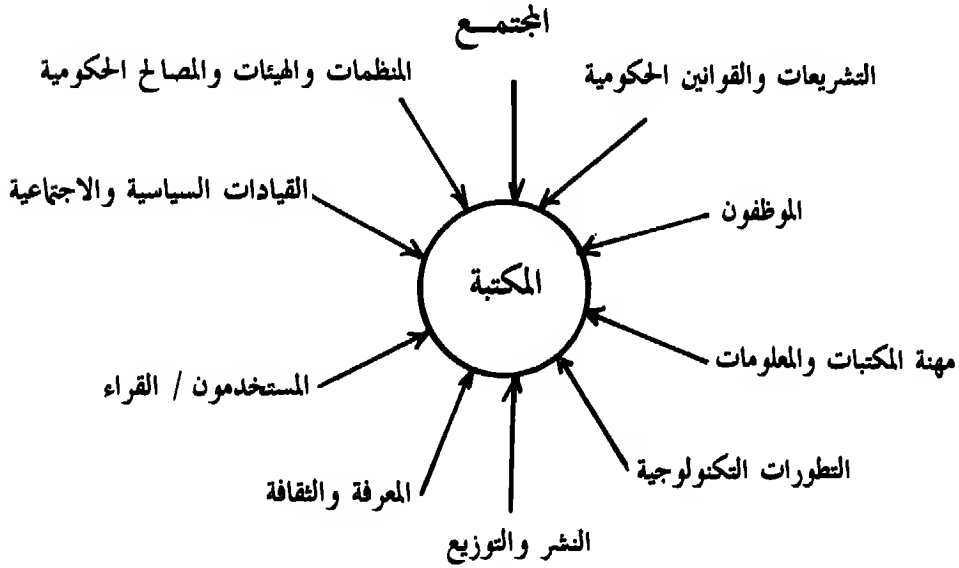 المجتمـــع
التشريعات والقوانين الحكومية
المنظمات والهيئات والمصالح الحكومية
الموظفون
القيادات السياسية والاجتماعية
المكتبة
مهنة المكتبات والمعلومات
المستخدمون / القراء
التطورات التكنولوجية
المعرفة والثقافة
النشر والتوزيع